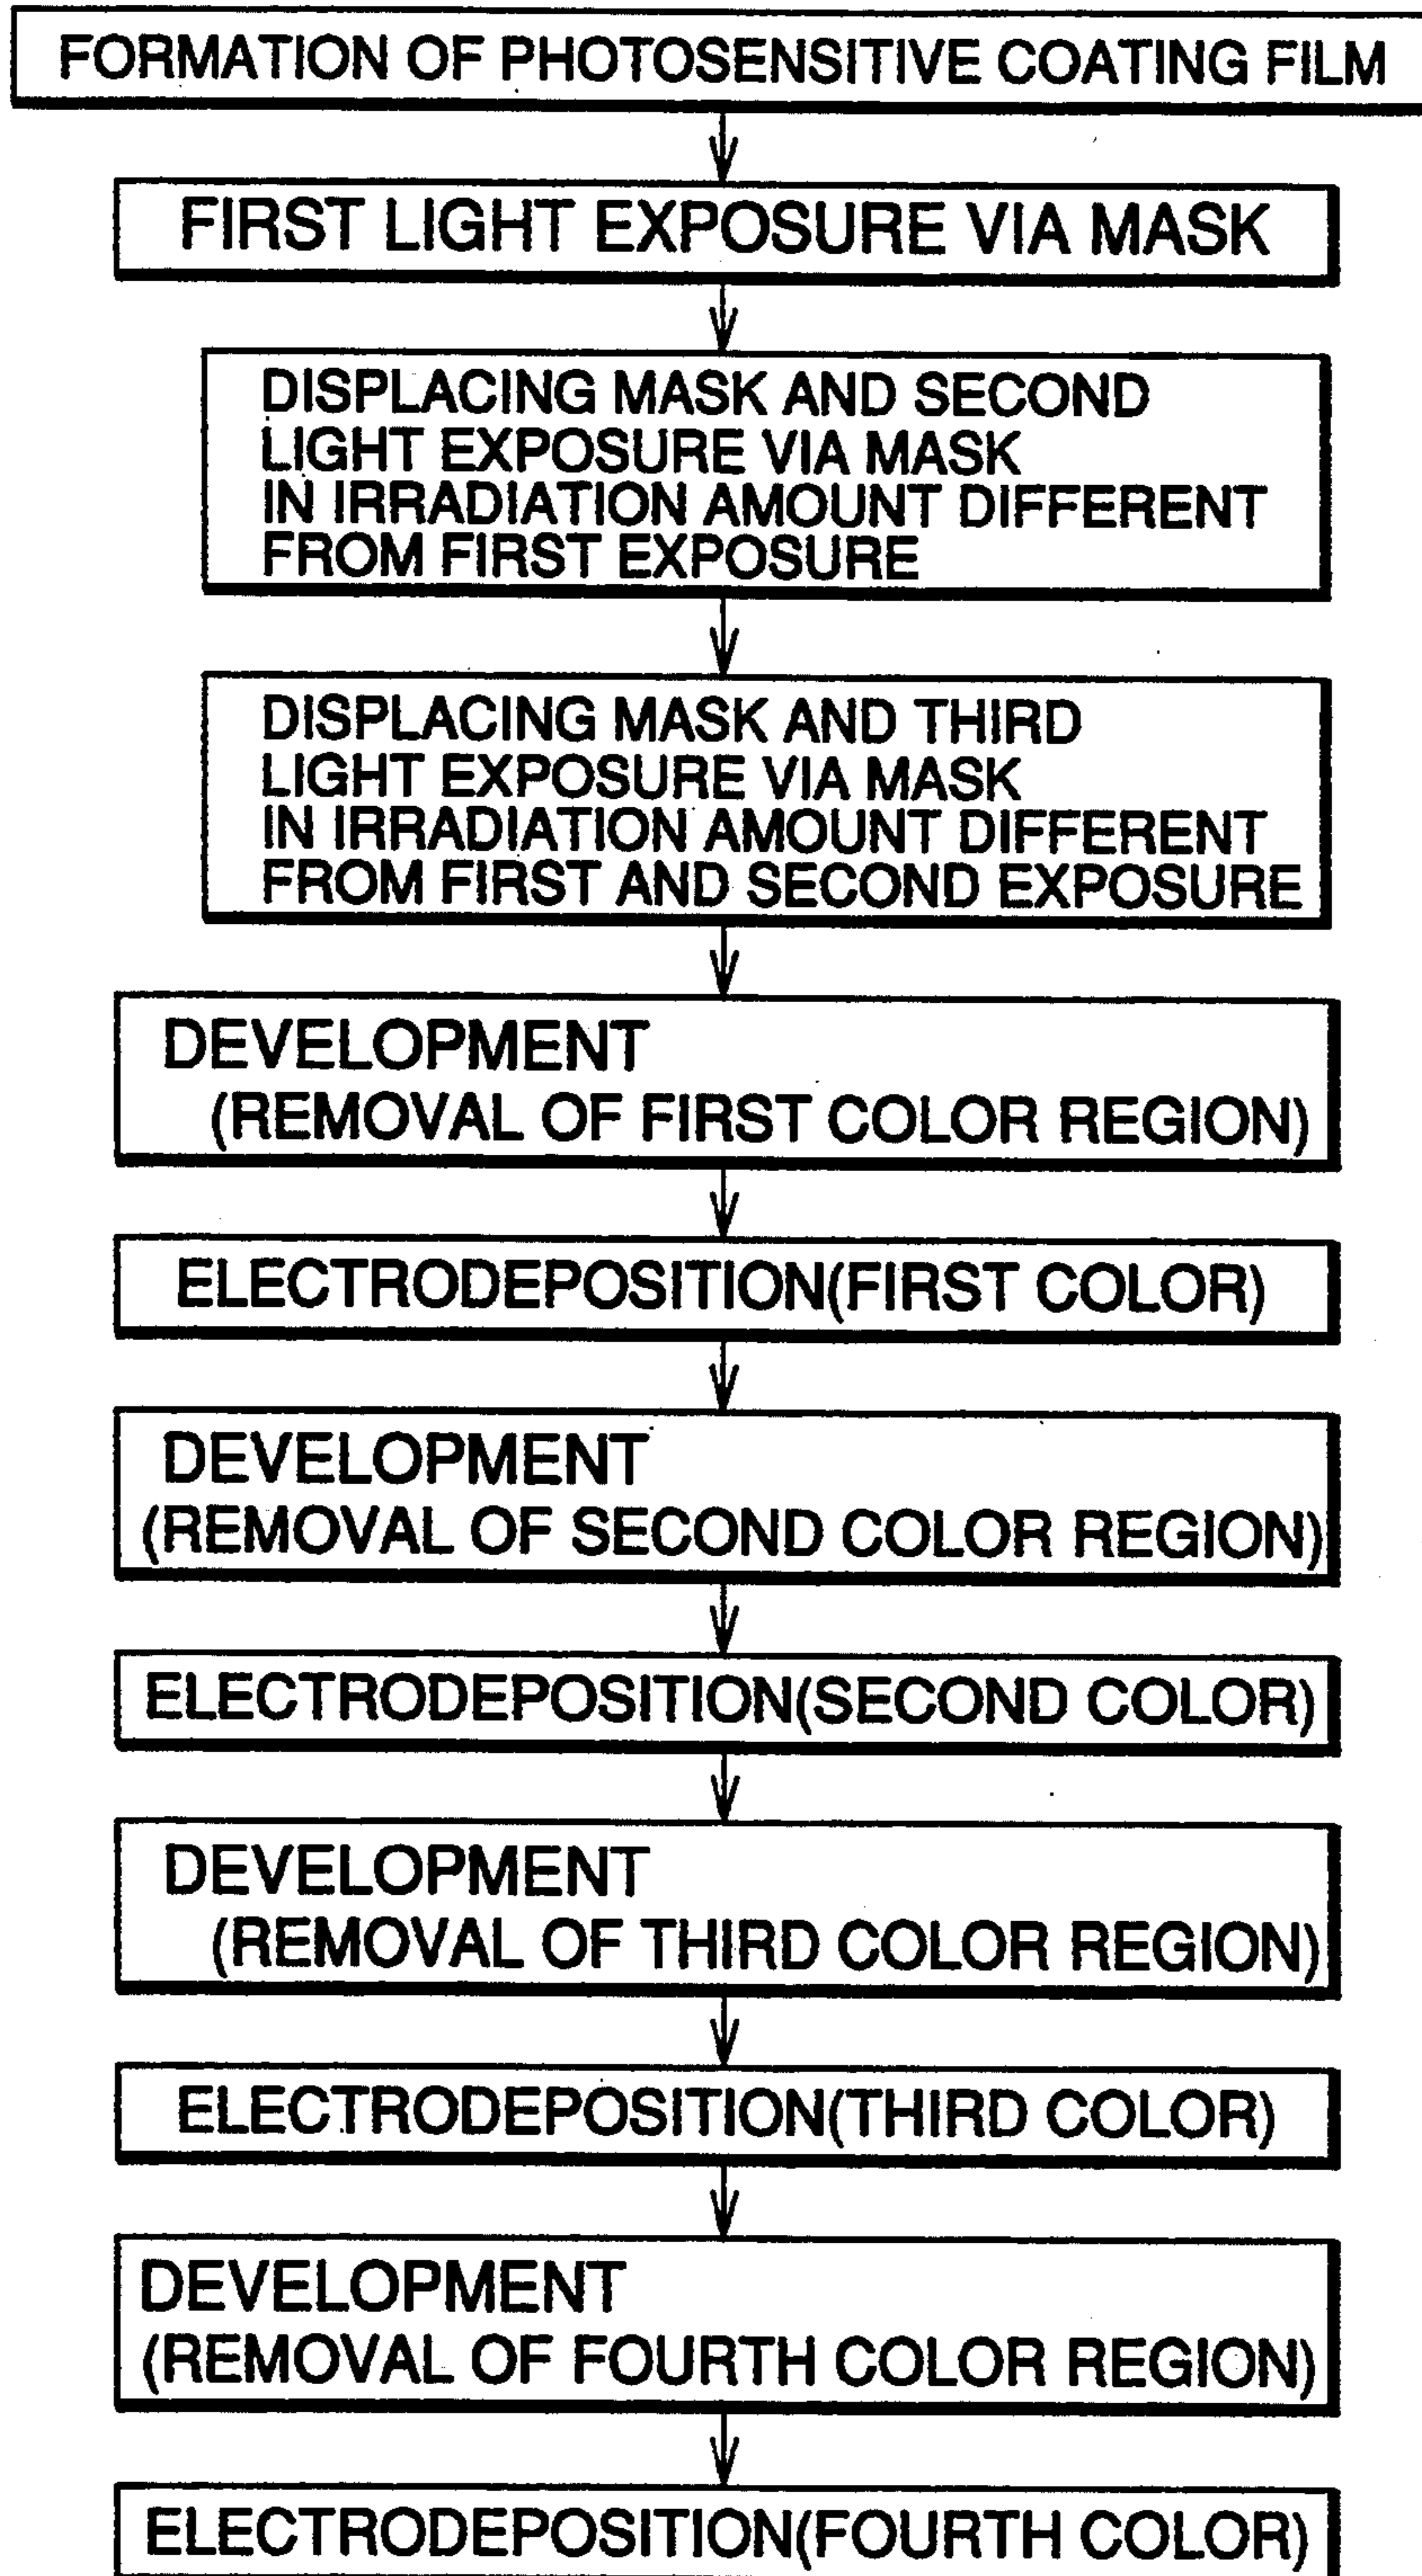 FORMATION OF PHOTOSENSITIVE COATING FILM
FIRST LIGHT EXPOSURE VIA MASK
DISPLACING MASK AND SECOND
LIGHT EXPOSURE VIA MASK
IN IRRADIATION AMOUNT DIFFERENT
FROM FIRST EXPOSURE
DISPLACING MASK AND THIRD
LIGHT EXPOSURE VIA MASK
IN IRRADIATION AMOUNT DIFFERENT
FROM FIRST AND SECOND EXPOSURE
DEVELOPMENT
(REMOVAL OF FIRST COLOR REGION)
ELECTRODEPOSITION(FIRST COLOR)
DEVELOPMENT
(REMOVAL OF SECOND COLOR REGION)
ELECTRODEPOSITION(SECOND COLOR)
DEVELOPMENT
(REMOVAL OF THIRD COLOR REGION)
ELECTRODEPOSITION(THIRD COLOR)
DEVELOPMENT
(REMOVAL OF FOURTH COLOR REGION)
ELECTRODEPOSITION(FOURTH COLOR)